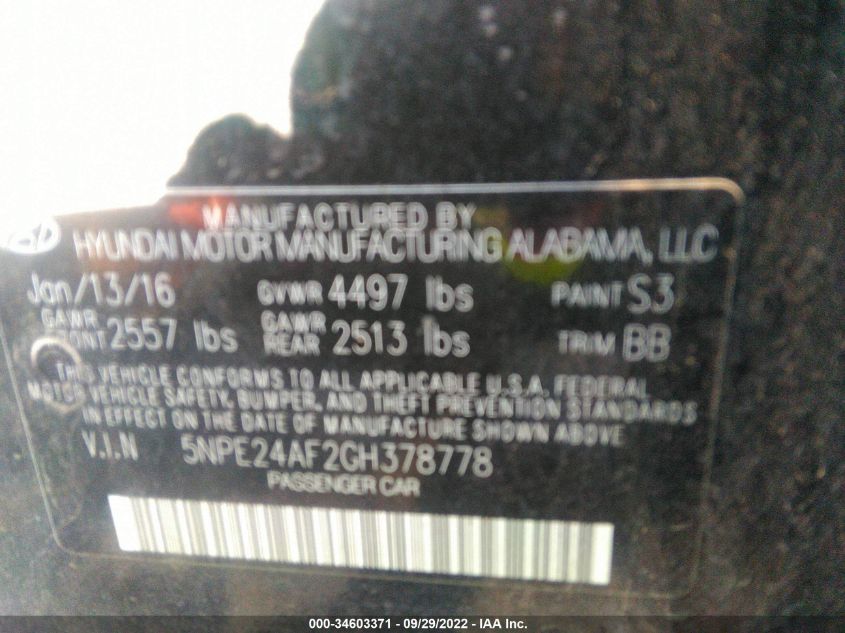 MANUFACTURED BY
HYUNDAI MOTOR MANUFACTURING ALABAMA, LLC
Jan/13/16 GVWR 4497 lbs PAINT S3
GAWR 2557 lbs GAWR REAR 2513 lbs TRIM BB
THIS VEHICLE CONFORMS TO ALL APPLICABLE U.S.A. FEDERAL
MOTOR VEHICLE SAFETY, BUMPER, AND THEFT PREVENTION STANDARDS
IN EFFECT ON THE DATE OF MANUFACTURE SHOWN ABOVE
V.I.N 5NPE24AF2GH378778
PASSENGER CAR
000-34603371 / 09/29/2022 - IAA Inc.